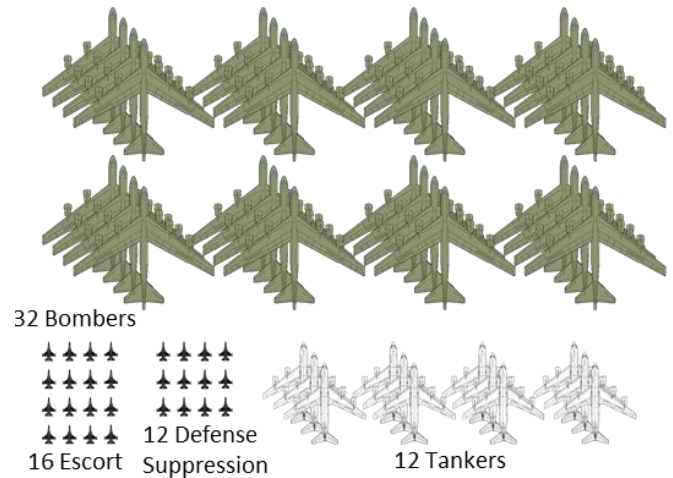 32 Bombers
16 Escort
12 Defense
Suppression
12 Tankers